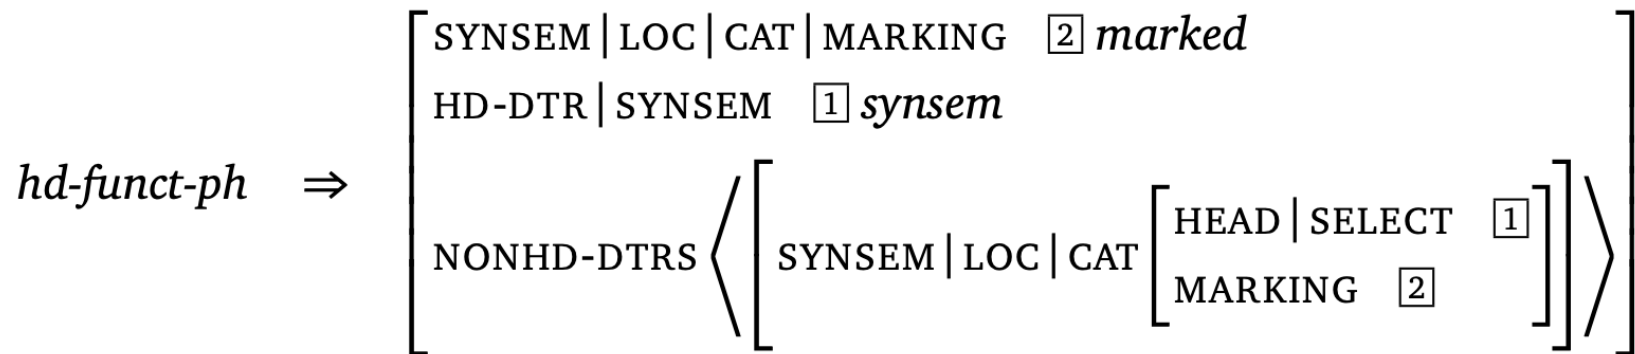 SYNSEM|LOC|CAT|MARKING 2 marked
HD-DTR|SYNSEM 1 synsem
hd-funct-ph ⇒
HEAD|SELECT 1
NONHD-DTRS ⟨ [ SYNSEM|LOC|CAT
MARKING 2